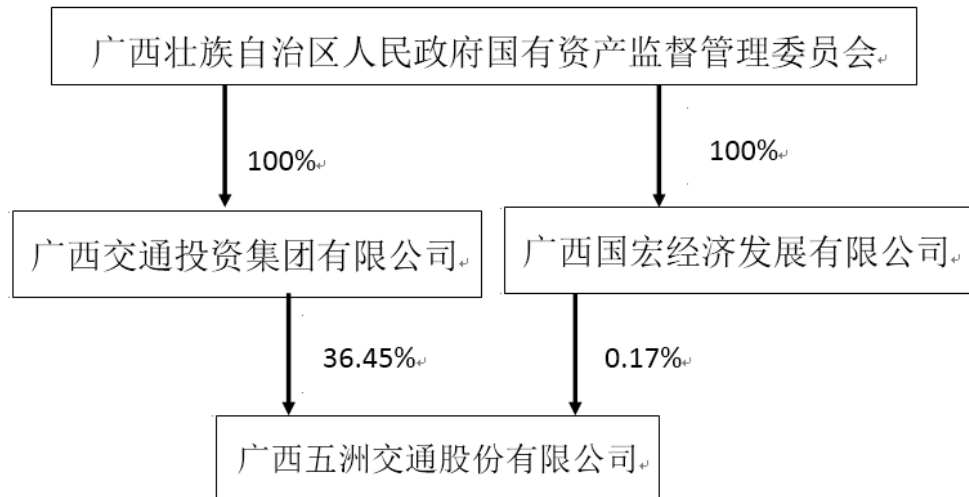 广西壮族自治区人民政府国有资产监督管理委员会
100%
100%
广西交通投资集团有限公司
广西国宏经济发展有限公司
36.45%
0.17%
广西五洲交通股份有限公司